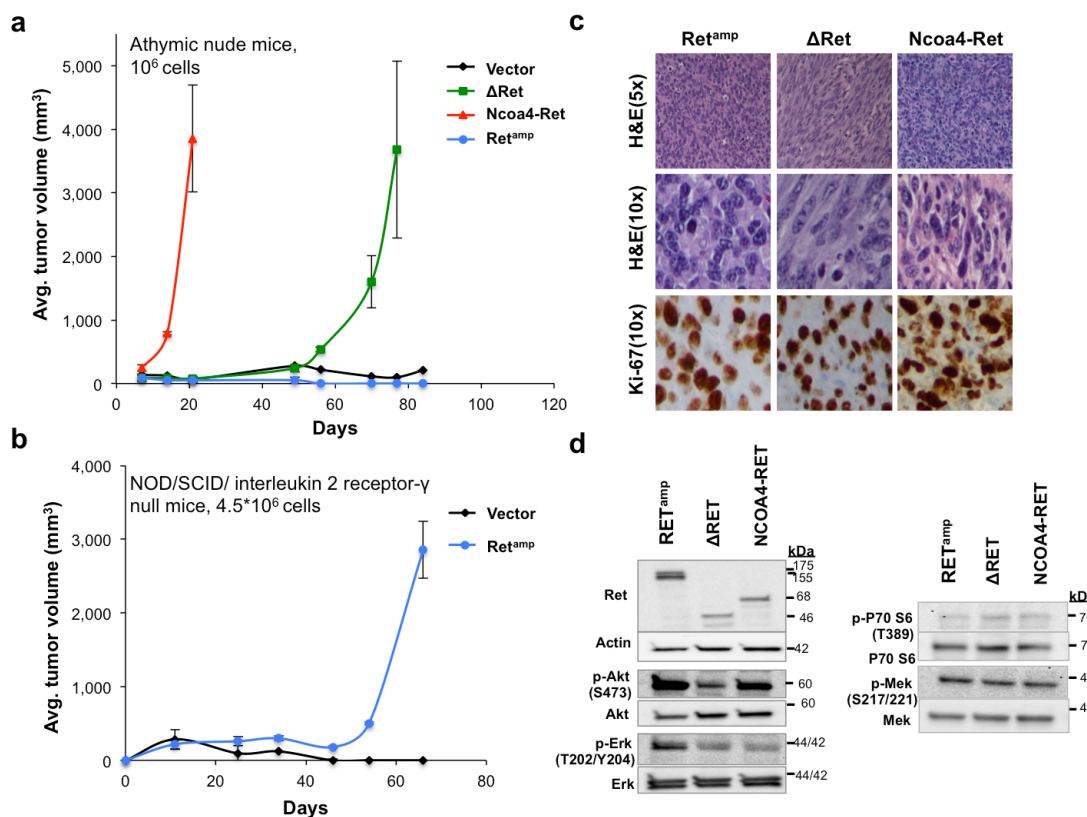 a
Athymic nude mice,
10⁶ cells
5,000
4,000
3,000
2,000
1,000
0
Avg. tumor volume (mm³)
0 20 40 60 80 100 120
Days
Vector
ΔRet
Ncoa4-Ret
Retᵃᵐᵖ
b
NOD/SCID/ interleukin 2 receptor-γ
null mice, 4.5*10⁶ cells
4,000
3,000
2,000
1,000
0
Avg. tumor volume (mm³)
0 20 40 60 80
Days
Vector
Retᵃᵐᵖ
c
Retᵃᵐᵖ ΔRet Ncoa4-Ret
H&E(5x)
H&E(10x)
Ki-67(10x)
d
RETᵃᵐᵖ ΔRET NCOA4-RET
kDa
Ret 175
155
68
46
Actin 42
p-Akt
(S473) 60
Akt 60
p-Erk
(T202/Y204) 44/42
Erk 44/42
RETᵃᵐᵖ ΔRET NCOA4-RET
kD
p-P70 S6 7
(T389)
P70 S6 7
p-Mek 4
(S217/221)
Mek 4